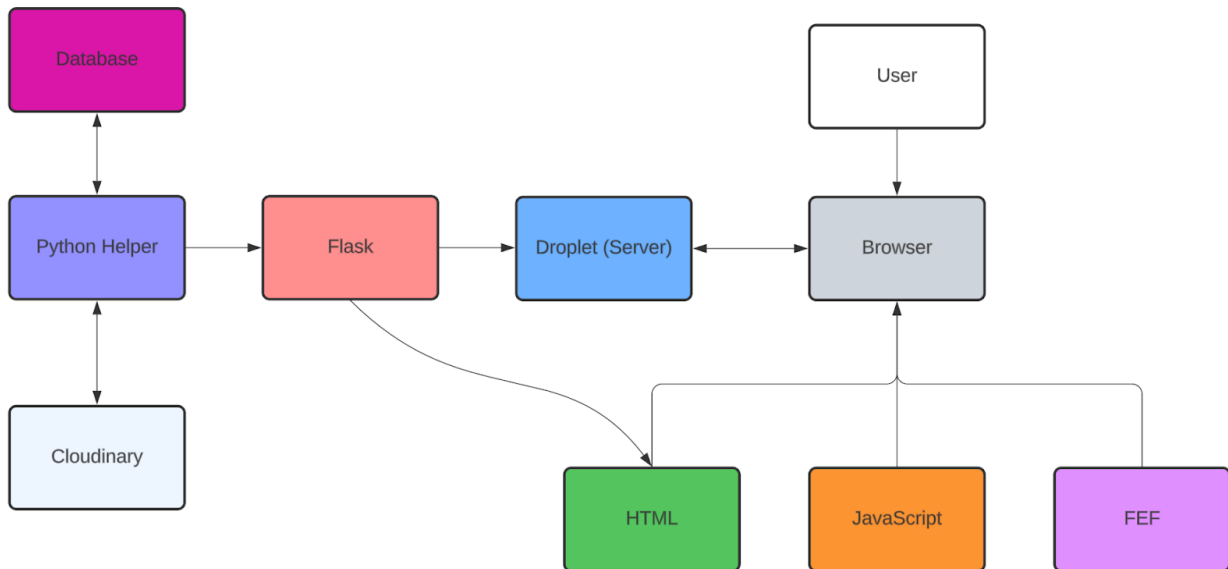 Database
User
Python Helper
Flask
Droplet (Server)
Browser
Cloudinary
HTML
JavaScript
FEF